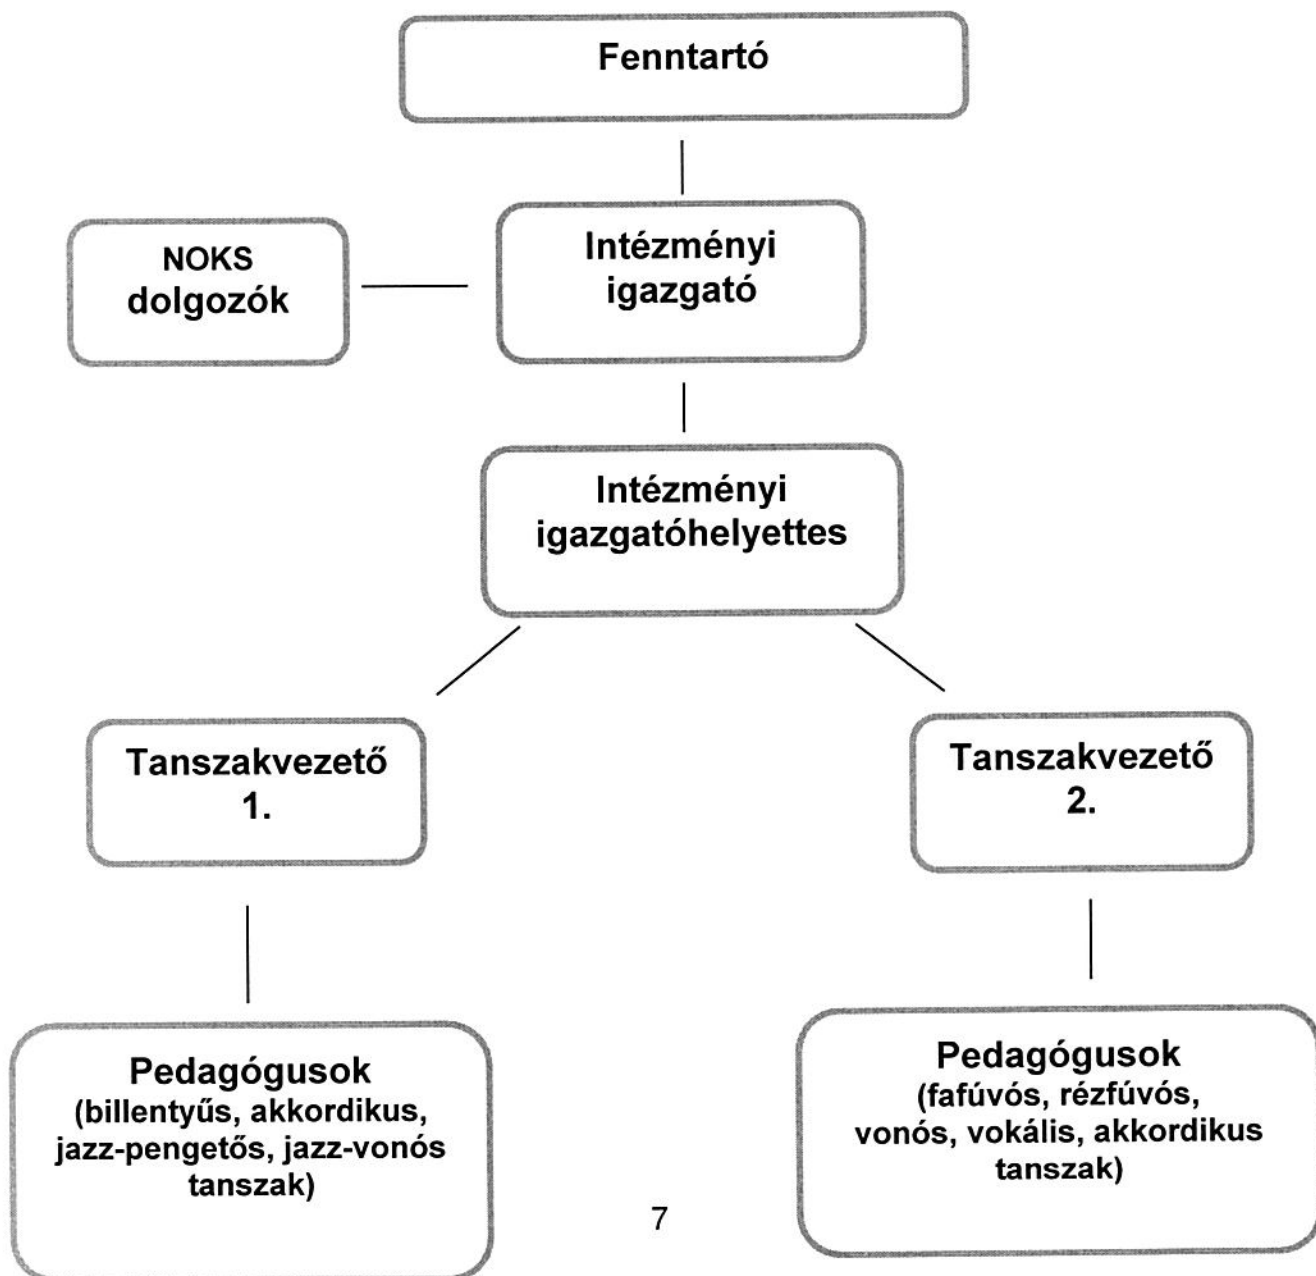 Fenntartó
NOKS
dolgozók
Intézményi
igazgató
Intézményi
igazgatóhelyettes
Tanszakvezető
1.
Tanszakvezető
2.
Pedagógusok
(billentyűs, akkordikus,
jazz-pengetős, jazz-vonós
tanszak)
Pedagógusok
(fafúvós, rézfúvós,
vonós, vokális, akkordikus
tanszak)
7